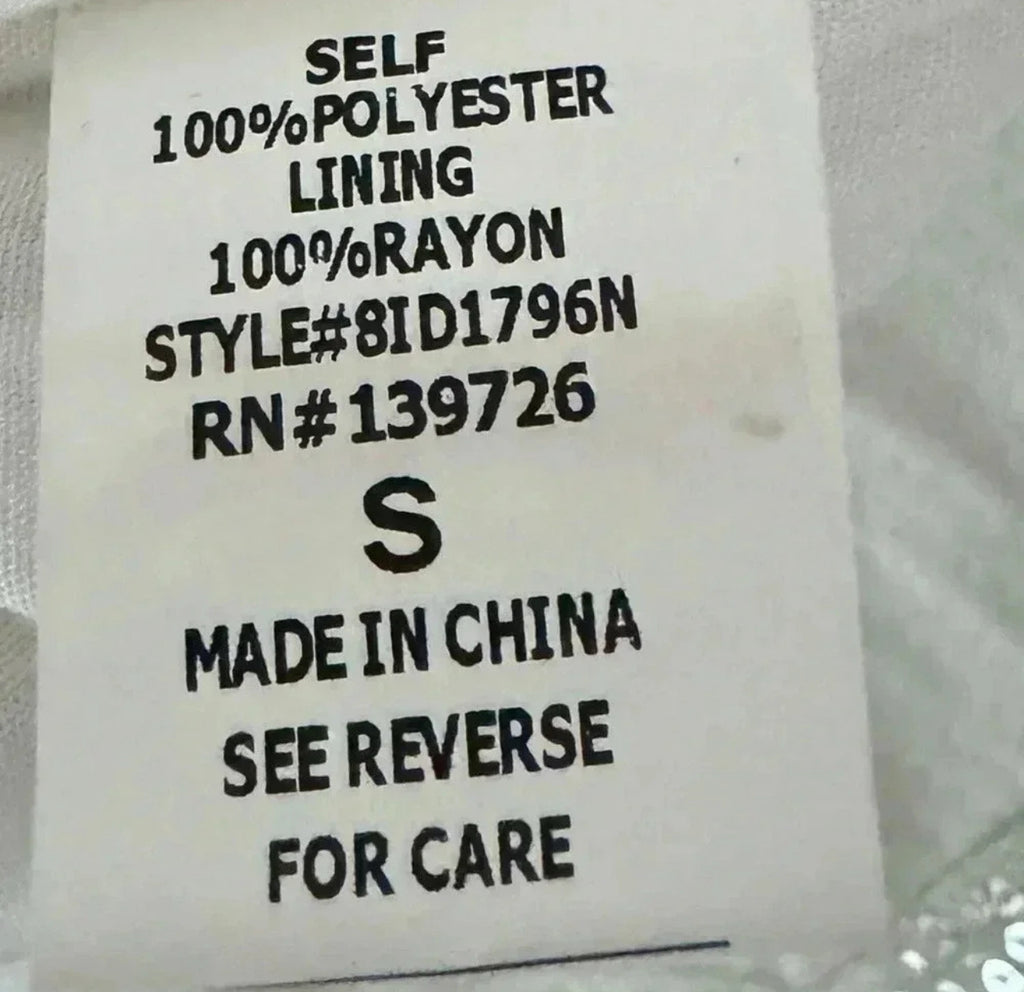 SELF
100%POLYESTER
LINING
100%RAYON
STYLE#8ID1796N
RN#139726
S
MADE IN CHINA
SEE REVERSE
FOR CARE